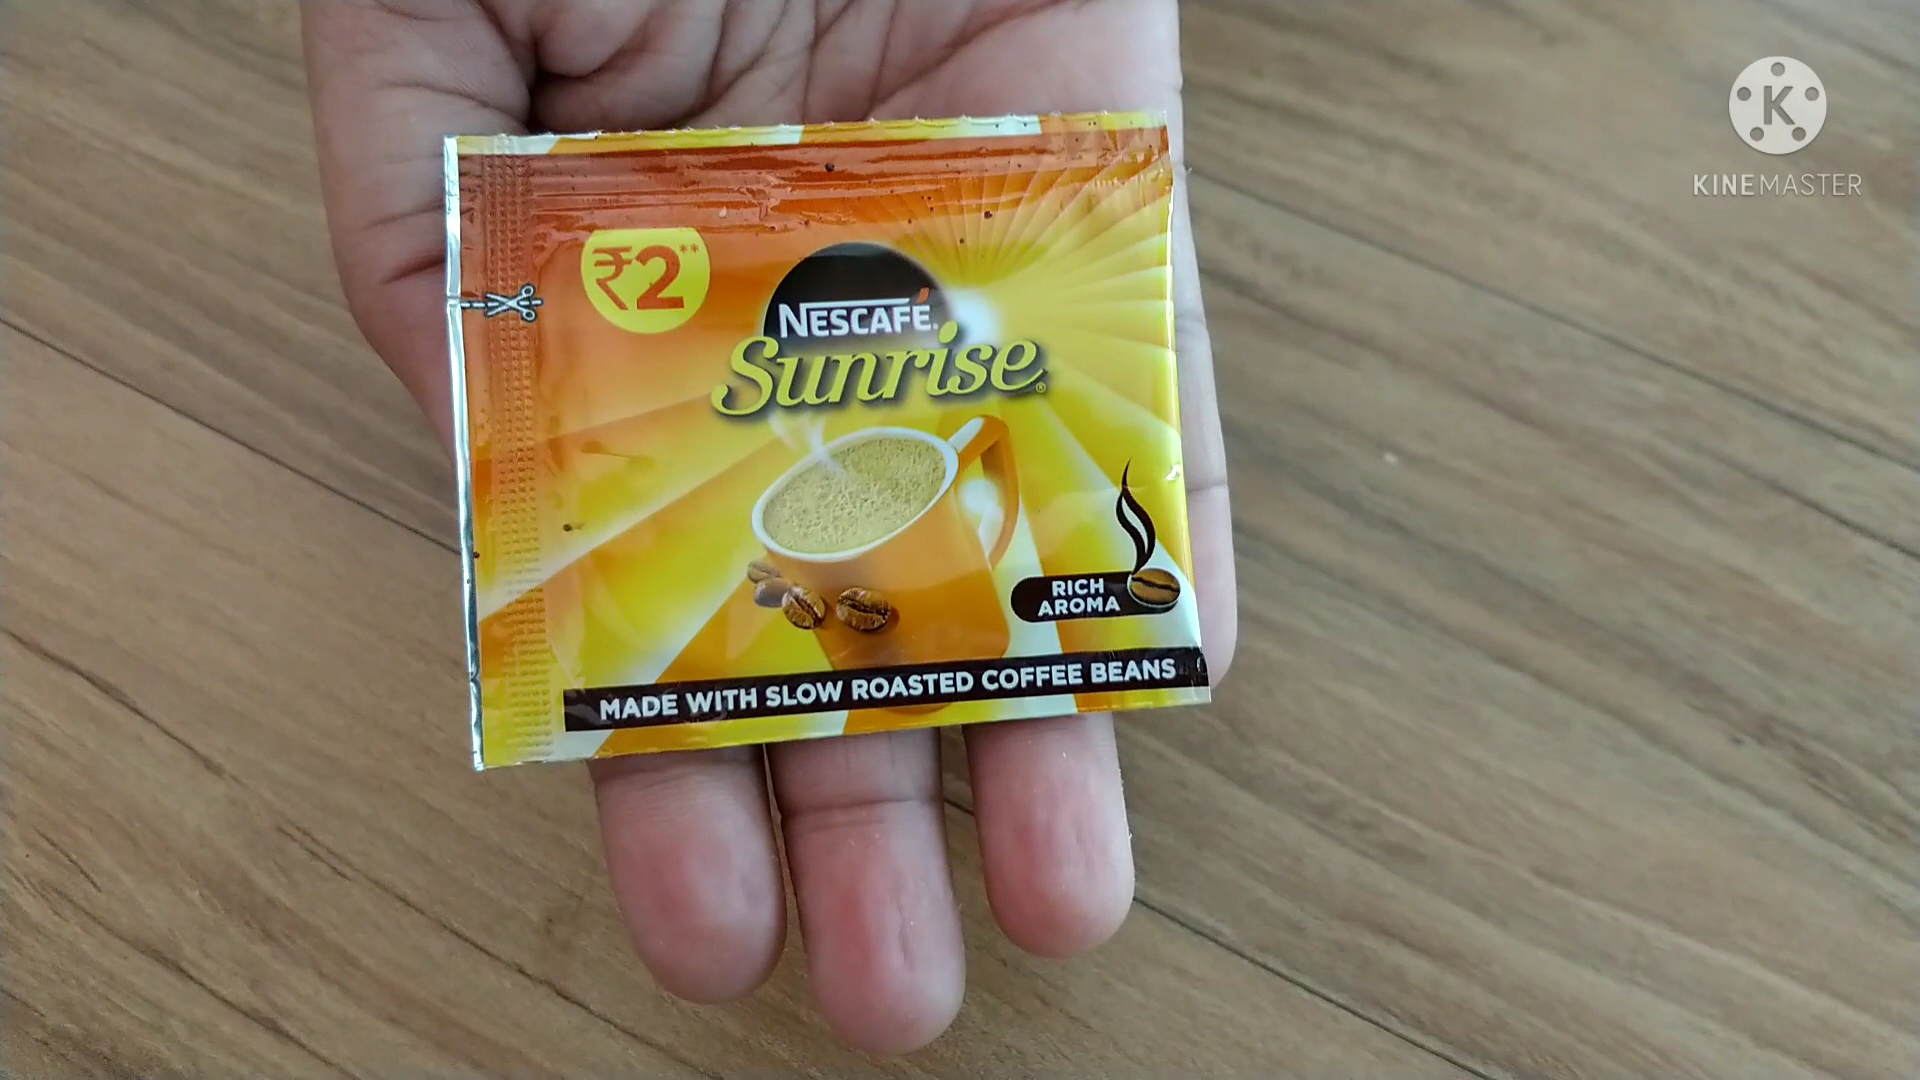 ₹2**
NESCAFÉ®
Sunrise®
RICH
AROMA
MADE WITH SLOW ROASTED COFFEE BEANS
K
KINEMASTER